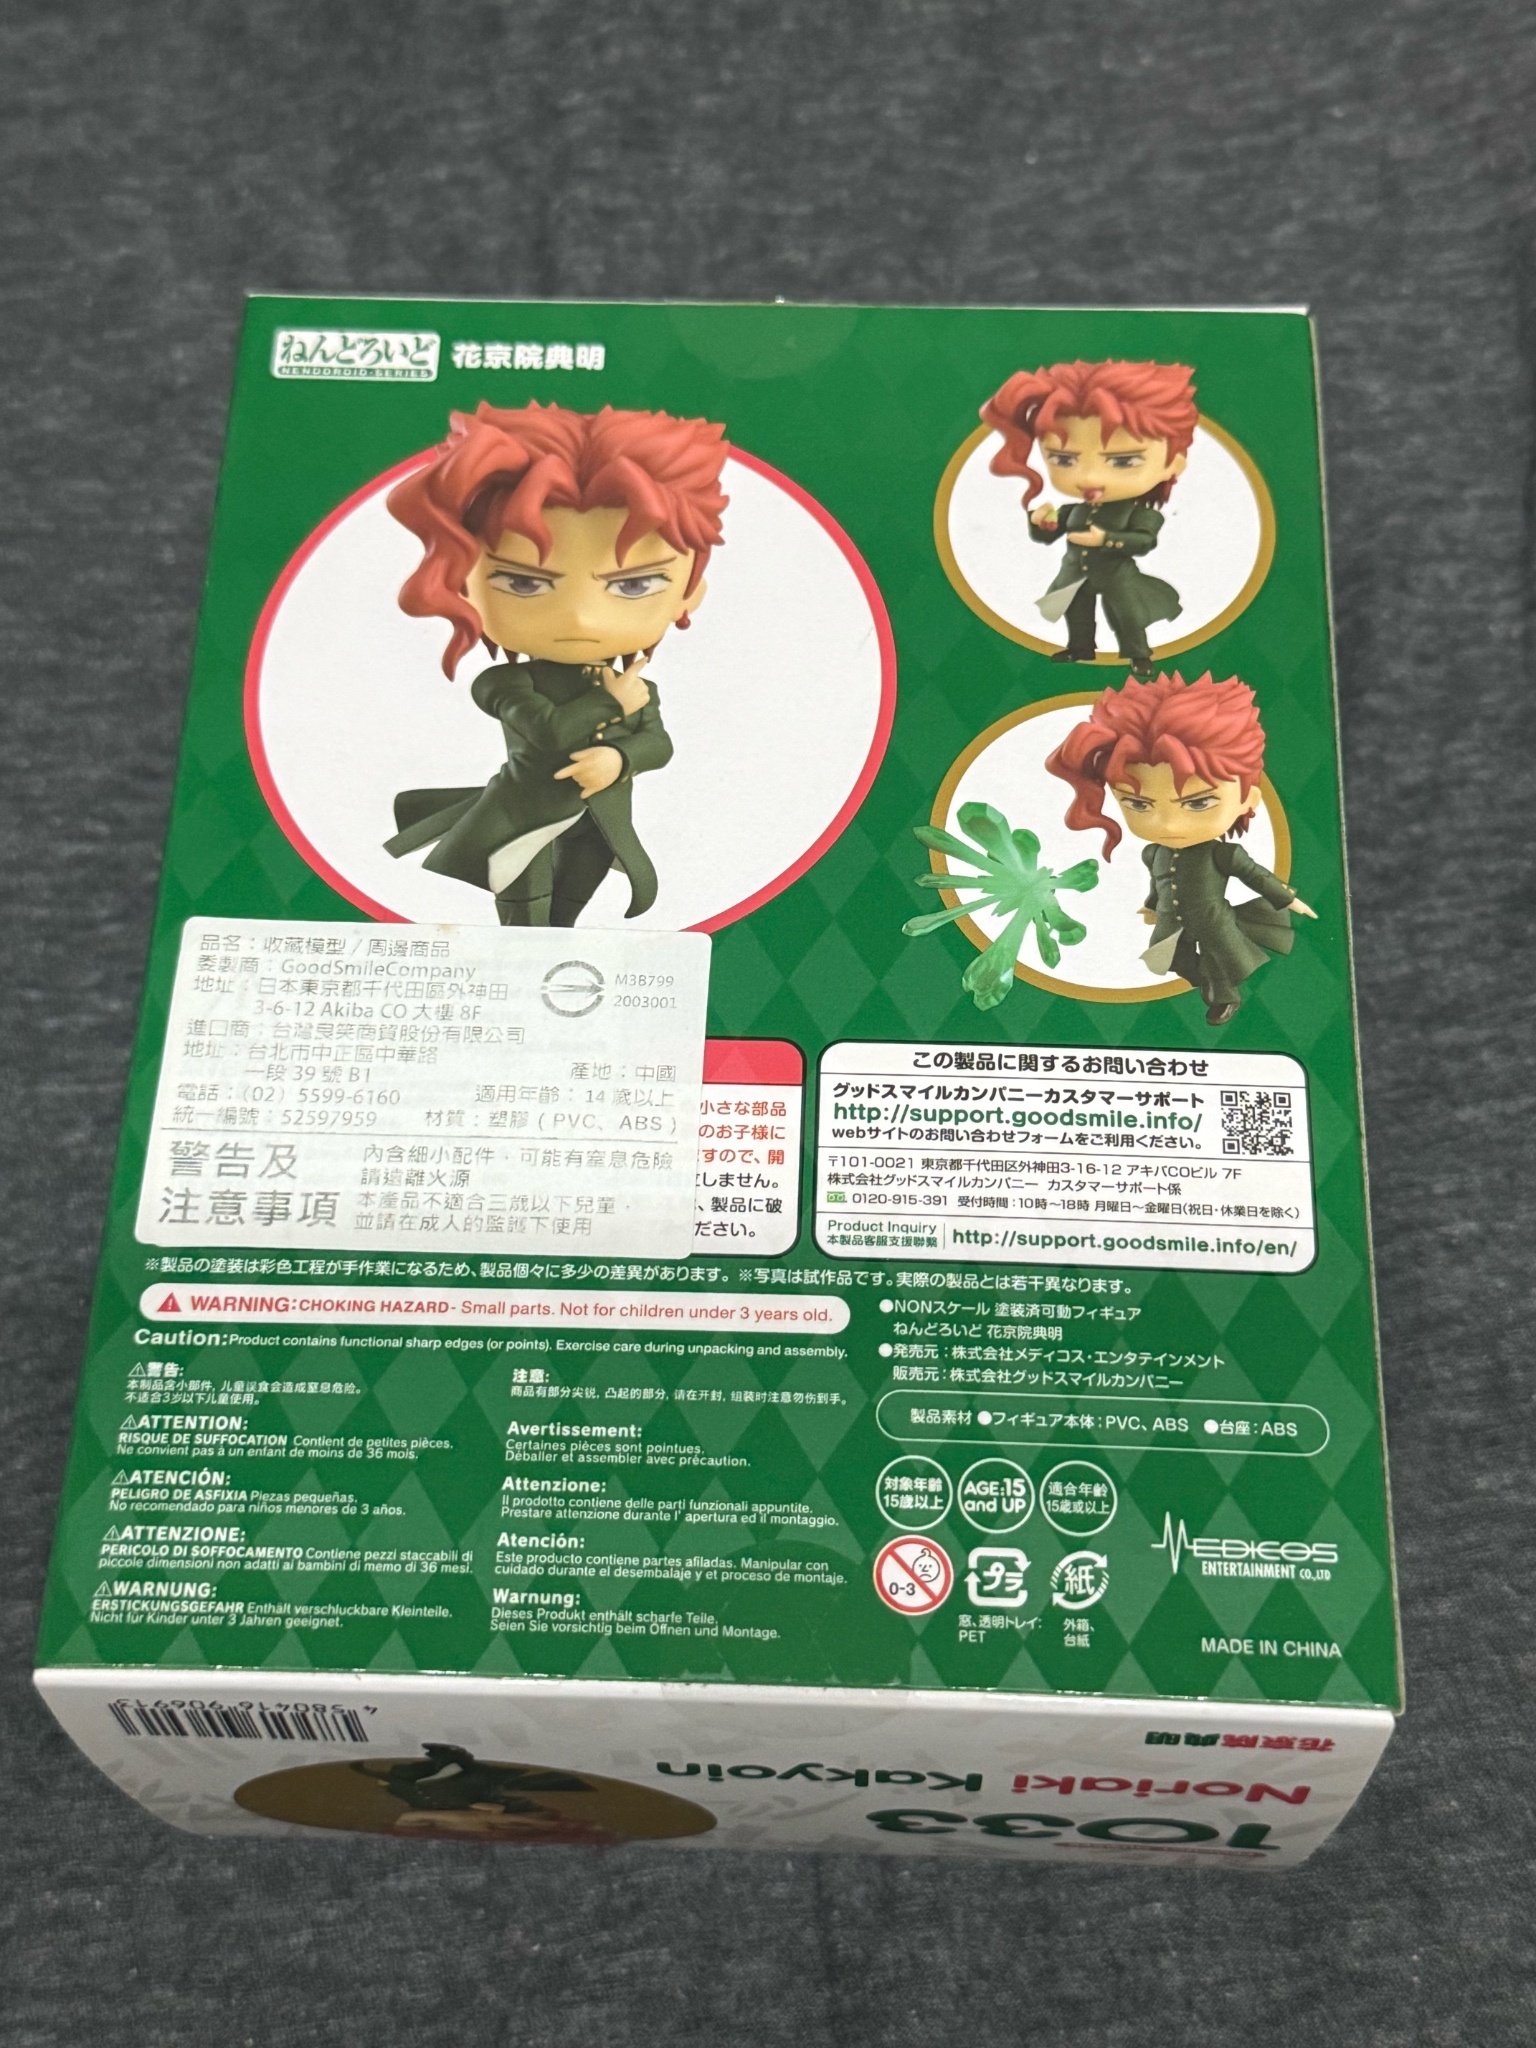 ねんどろいど 花京院典明
NENDOROID·SERIES
品名：收藏模型 / 周邊商品
委製商：GoodSmileCompany
地址：日本東京都千代田區外神田
3-6-12 Akiba CO 大樓 8F
M3B799
2003001
進口商：台灣良笑商貿股份有限公司
地址：台北市中正區中華路
一段 39 號 B1
產地：中國
電話：(02) 5599-6160
適用年齡：14 歲以上
統一編號：52597959
材質：塑膠 ( PVC、ABS )
警告及
注意事項
內含細小配件，可能有窒息危險
請遠離火源
本產品不適合三歲以下兒童，
並請在成人的監護下使用
小さな部品
のお子様に
ますので、開
しません。
、製品に破
ださい。
この製品に関するお問い合わせ
グッドスマイルカンパニーカスタマーサポート
http://support.goodsmile.info/
webサイトのお問い合わせフォームをご利用ください。
〒101-0021 東京都千代田区外神田3-16-12 アキバCOビル 7F
株式会社グッドスマイルカンパニー カスタマーサポート係
0120-915-391 受付時間：10時～18時 月曜日～金曜日(祝日・休業日を除く)
Product Inquiry
本製品客服支援聯繫
http://support.goodsmile.info/en/
※製品の塗装は彩色工程が手作業になるため、製品個々に多少の差異があります。※写真は試作品です。実際の製品とは若干異なります。
⚠ WARNING: CHOKING HAZARD- Small parts. Not for children under 3 years old.
Caution: Product contains functional sharp edges (or points). Exercise care during unpacking and assembly.
⚠警告:
本制品含小部件, 儿童误食会造成窒息危险。
不适合3岁以下儿童使用。
⚠ATTENTION:
RISQUE DE SUFFOCATION Contient de petites pièces.
Ne convient pas à un enfant de moins de 36 mois.
⚠ATENCIÓN:
PELIGRO DE ASFIXIA Piezas pequeñas.
No recomendado para niños menores de 3 años.
⚠ATTENZIONE:
PERICOLO DI SOFFOCAMENTO Contiene pezzi staccabili di
piccole dimensioni non adatti ai bambini di memo di 36 mesi.
⚠WARNUNG:
ERSTICKUNGSGEFAHR Enthält verschluckbare Kleinteile.
Nicht für Kinder unter 3 Jahren geeignet.
注意:
商品有部分尖锐, 凸起的部分, 请在开封, 组装时注意勿伤到手。
Avertissement:
Certaines pièces sont pointues.
Déballer et assembler avec précaution.
Attenzione:
Il prodotto contiene delle parti funzionali appuntite.
Prestare attenzione durante l' apertura ed il montaggio.
Atención:
Este producto contiene partes afiladas. Manipular con
cuidado durante el desembalaje y el proceso de montaje.
Warnung:
Dieses Produkt enthält scharfe Teile,
Seien Sie vorsichtig beim Öffnen und Montage.
●NONスケール 塗装済可動フィギュア
ねんどろいど 花京院典明
●発売元：株式会社メディコス・エンタテインメント
販売元：株式会社グッドスマイルカンパニー
製品素材 ●フィギュア本体：PVC、ABS ●台座：ABS
対象年齢
15歳以上
AGE:15
and UP
適合年齡
15歲或以上
0-3
プラ
窓、透明トレイ:
PET
紙
外箱、
台紙
MEDICOS
ENTERTAINMENT CO.,LTD
MADE IN CHINA
4580416906913
花京院典明
Noriaki Kakyoin
1033